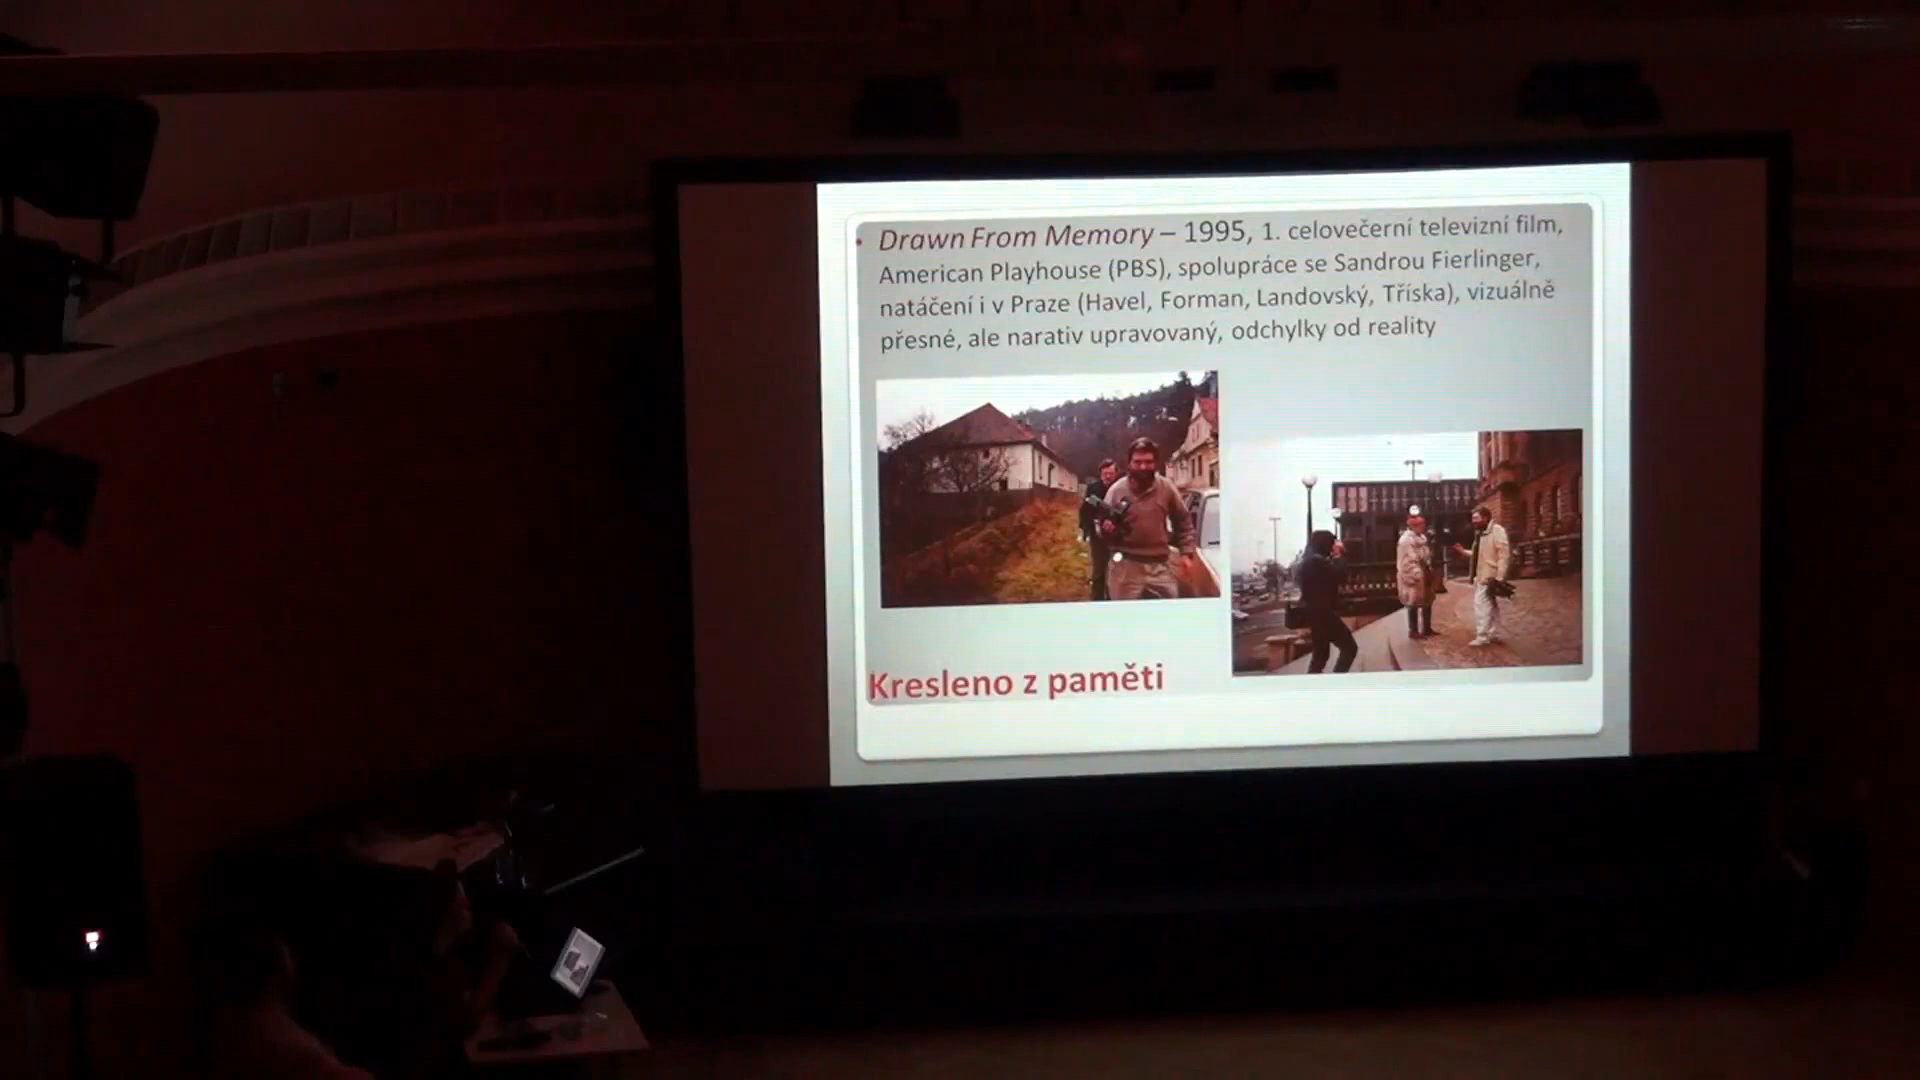 Drawn From Memory – 1995, 1. celovečerní televizní film,
American Playhouse (PBS), spolupráce se Sandrou Fierlinger,
natáčení i v Praze (Havel, Forman, Landovský, Tříska), vizuálně
přesné, ale narativ upravovaný, odchylky od reality
Kresleno z paměti